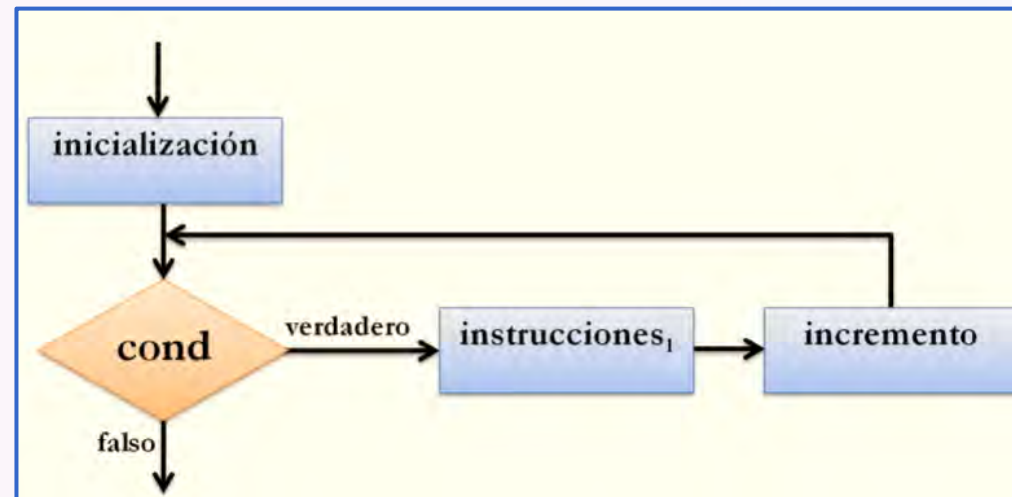 inicialización
cond
verdadero
instrucciones₁
incremento
falso